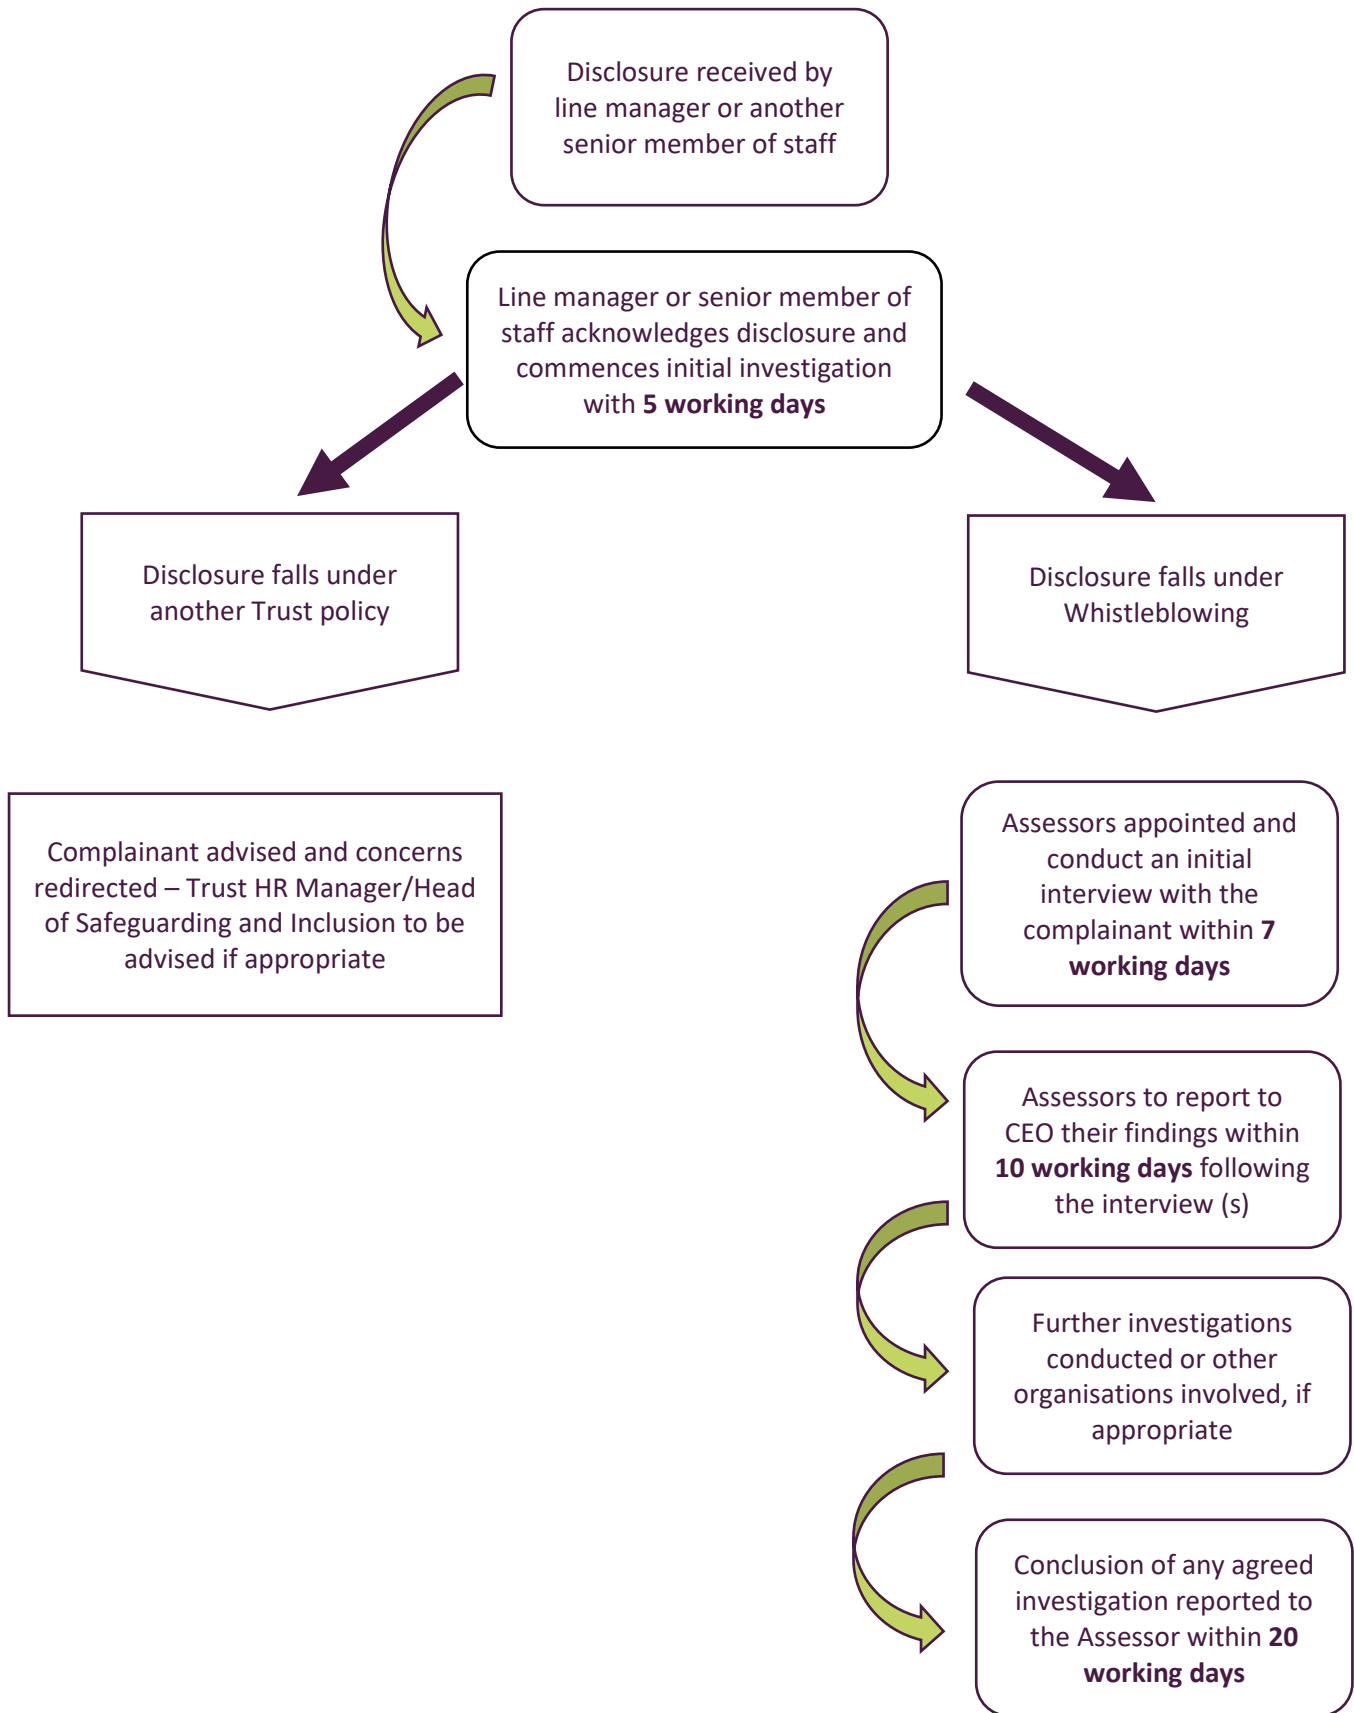 Disclosure received by
line manager or another
senior member of staff
Line manager or senior member of
staff acknowledges disclosure and
commences initial investigation
with 5 working days
Disclosure falls under
another Trust policy
Disclosure falls under
Whistleblowing
Complainant advised and concerns
redirected – Trust HR Manager/Head
of Safeguarding and Inclusion to be
advised if appropriate
Assessors appointed and
conduct an initial
interview with the
complainant within 7
working days
Assessors to report to
CEO their findings within
10 working days following
the interview (s)
Further investigations
conducted or other
organisations involved, if
appropriate
Conclusion of any agreed
investigation reported to
the Assessor within 20
working days